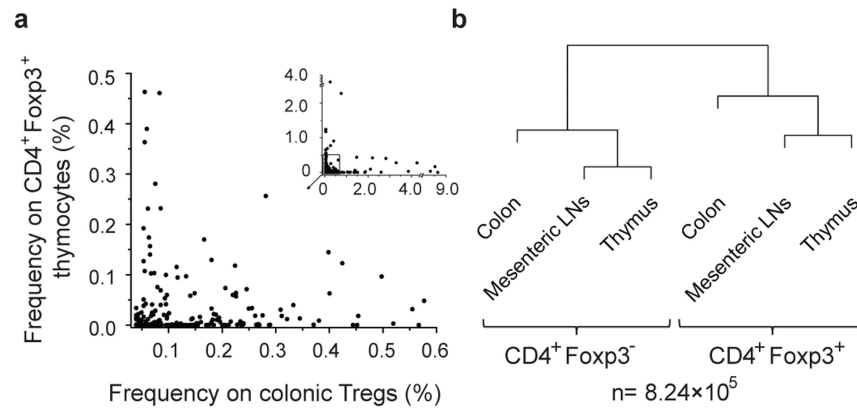 a
b
0.5
0.4
0.3
0.2
0.1
0.0
Frequency on CD4⁺Foxp3⁺
thymocytes (%)
4.0
2.0
1.0
0
0 2.0 4.0 9.0
0.1 0.2 0.3 0.4 0.5 0.6
Frequency on colonic Tregs (%)
Colon
Mesenteric LNs
Thymus
Colon
Mesenteric LNs
Thymus
CD4⁺Foxp3⁻ CD4⁺Foxp3⁺
n= 8.24×10⁵